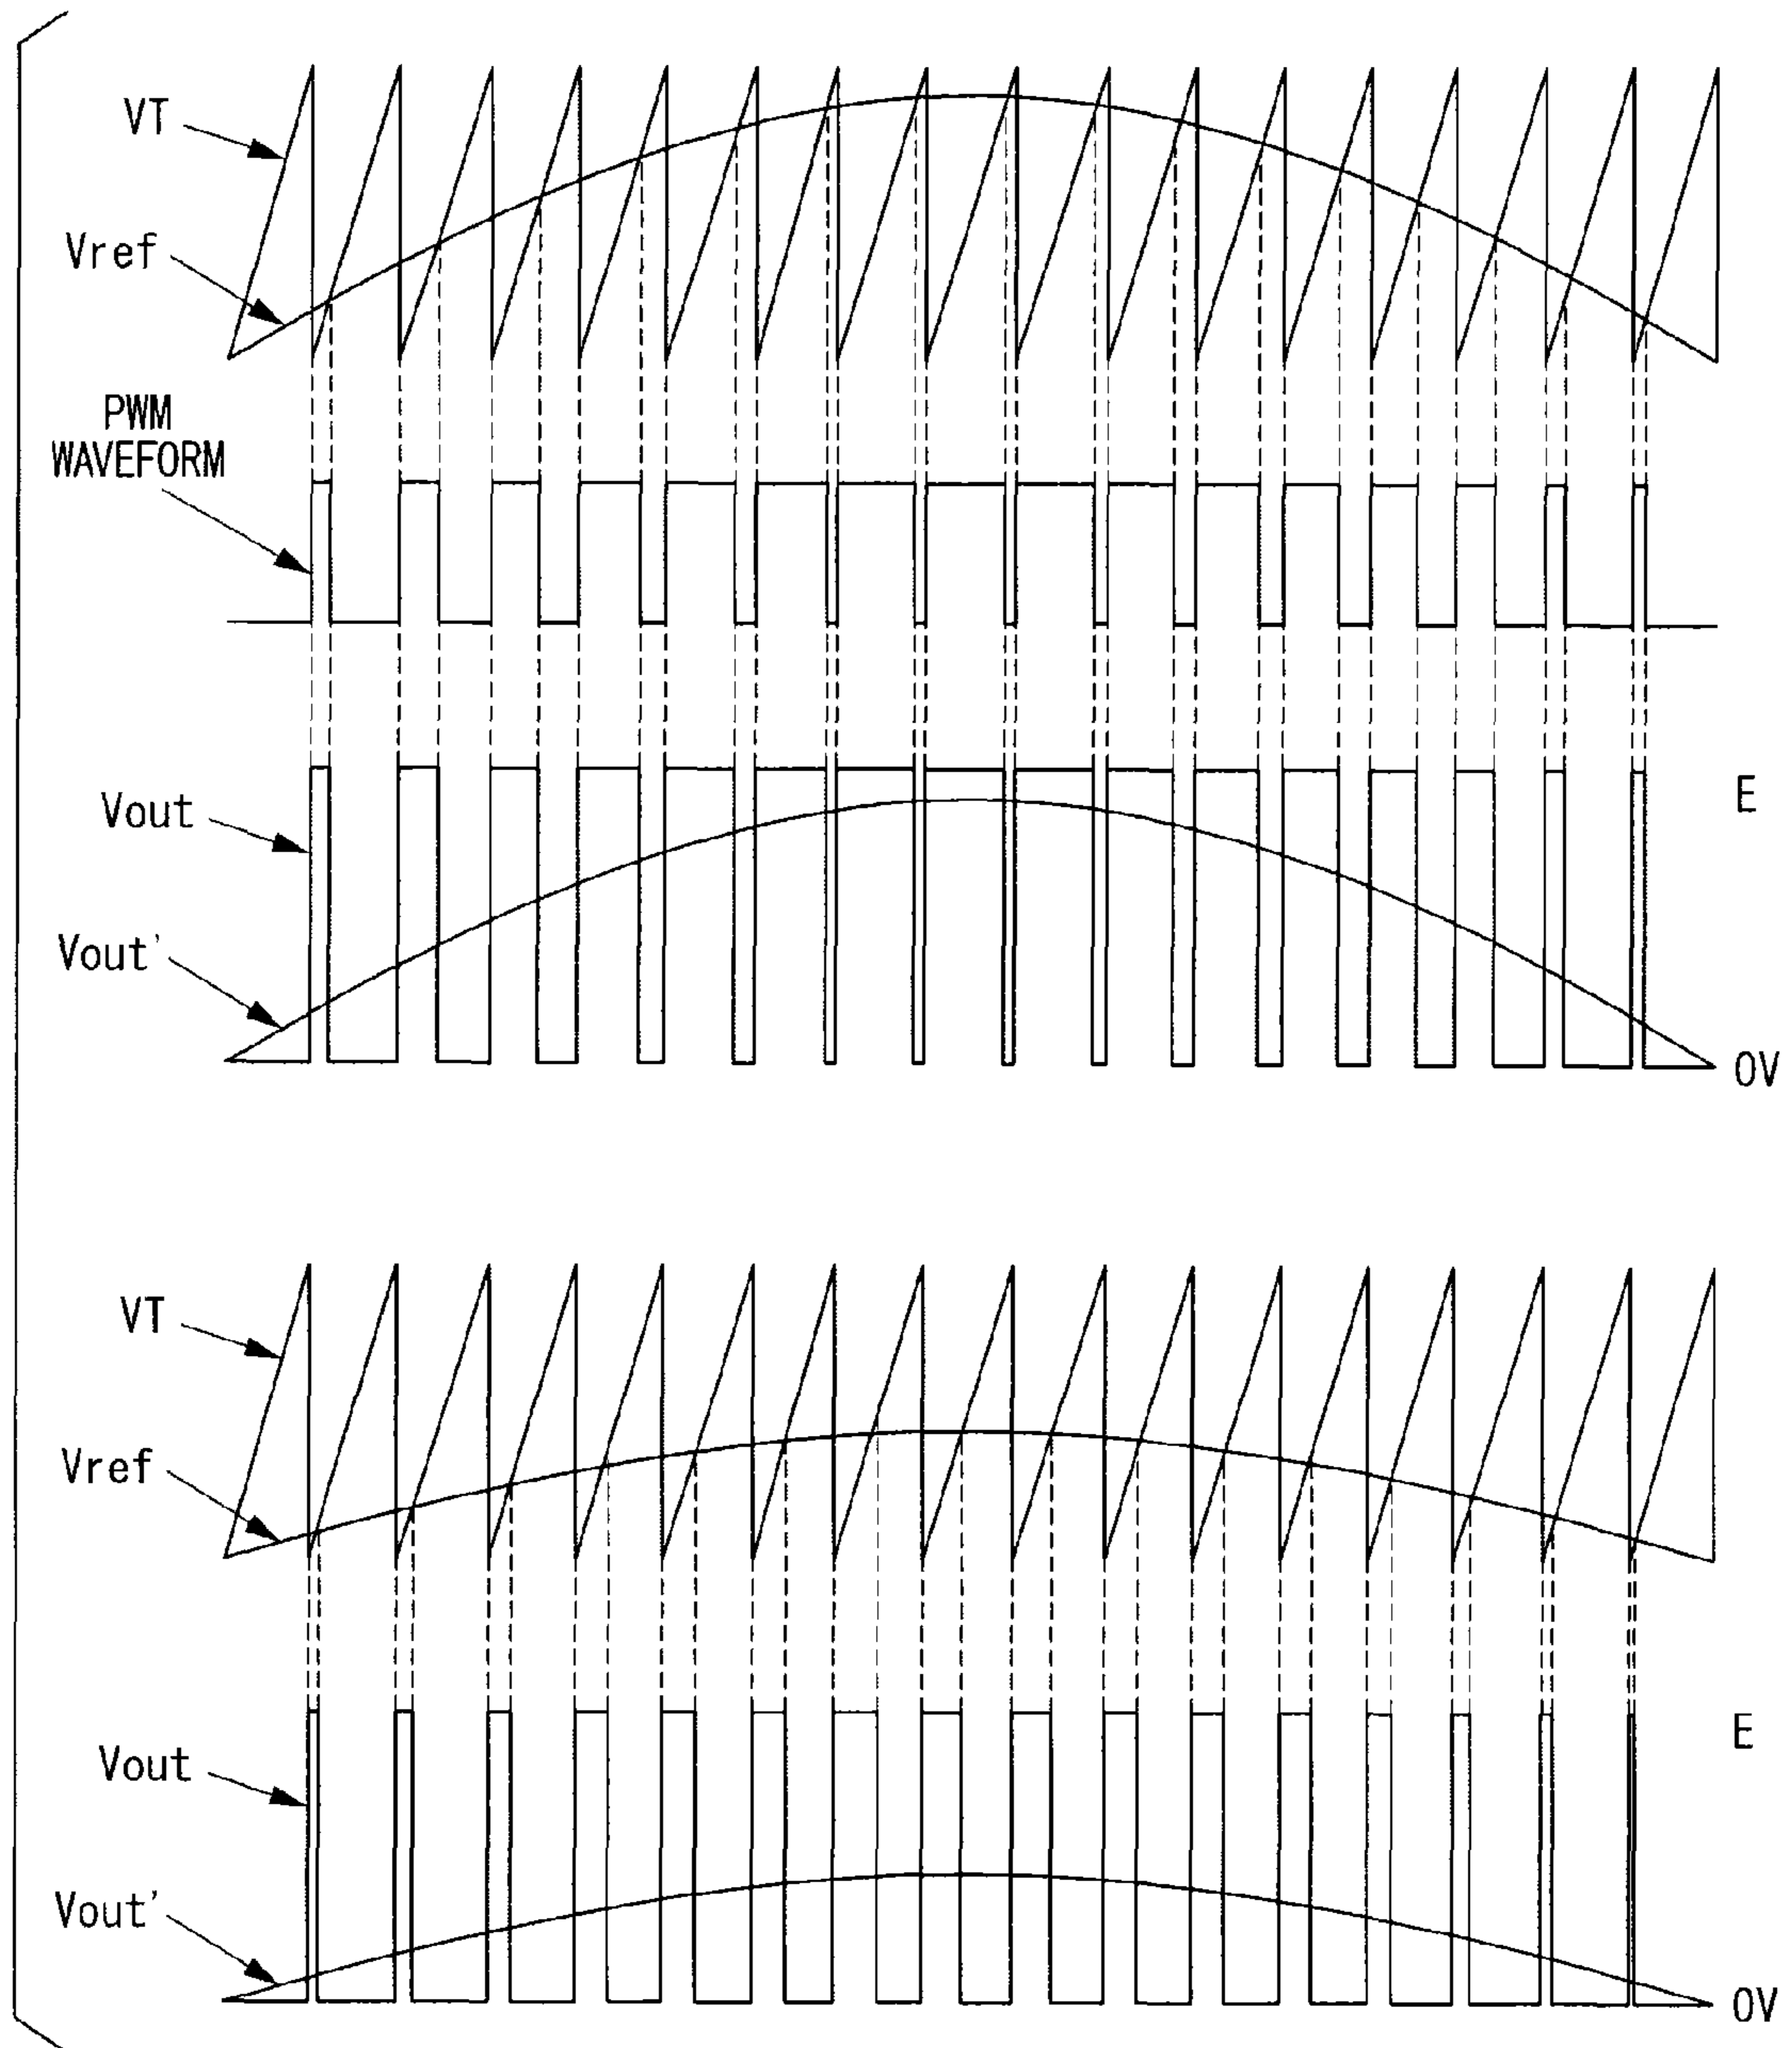 VT
Vref
PWM
WAVEFORM
Vout
E
Vout'
0V
VT
Vref
Vout
E
Vout'
0V